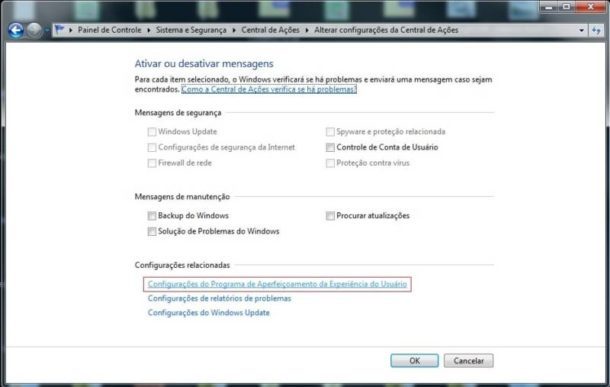 Painel de Controle ▸ Sistema e Segurança ▸ Central de Ações ▸ Alterar configurações da Central de Ações
Ativar ou desativar mensagens
Para cada item selecionado, o Windows verificará se há problemas e enviará uma mensagem caso sejam
encontrados. Como a Central de Ações verifica se há problemas?
Mensagens de segurança
Windows Update
Spyware e proteção relacionada
Configurações de segurança da Internet
Controle de Conta de Usuário
Firewall de rede
Proteção contra vírus
Mensagens de manutenção
Backup do Windows
Procurar atualizações
Solução de Problemas do Windows
Configurações relacionadas
Configurações do Programa de Aperfeiçoamento da Experiência do Usuário
Configurações de relatórios de problemas
Configurações do Windows Update
OK
Cancelar